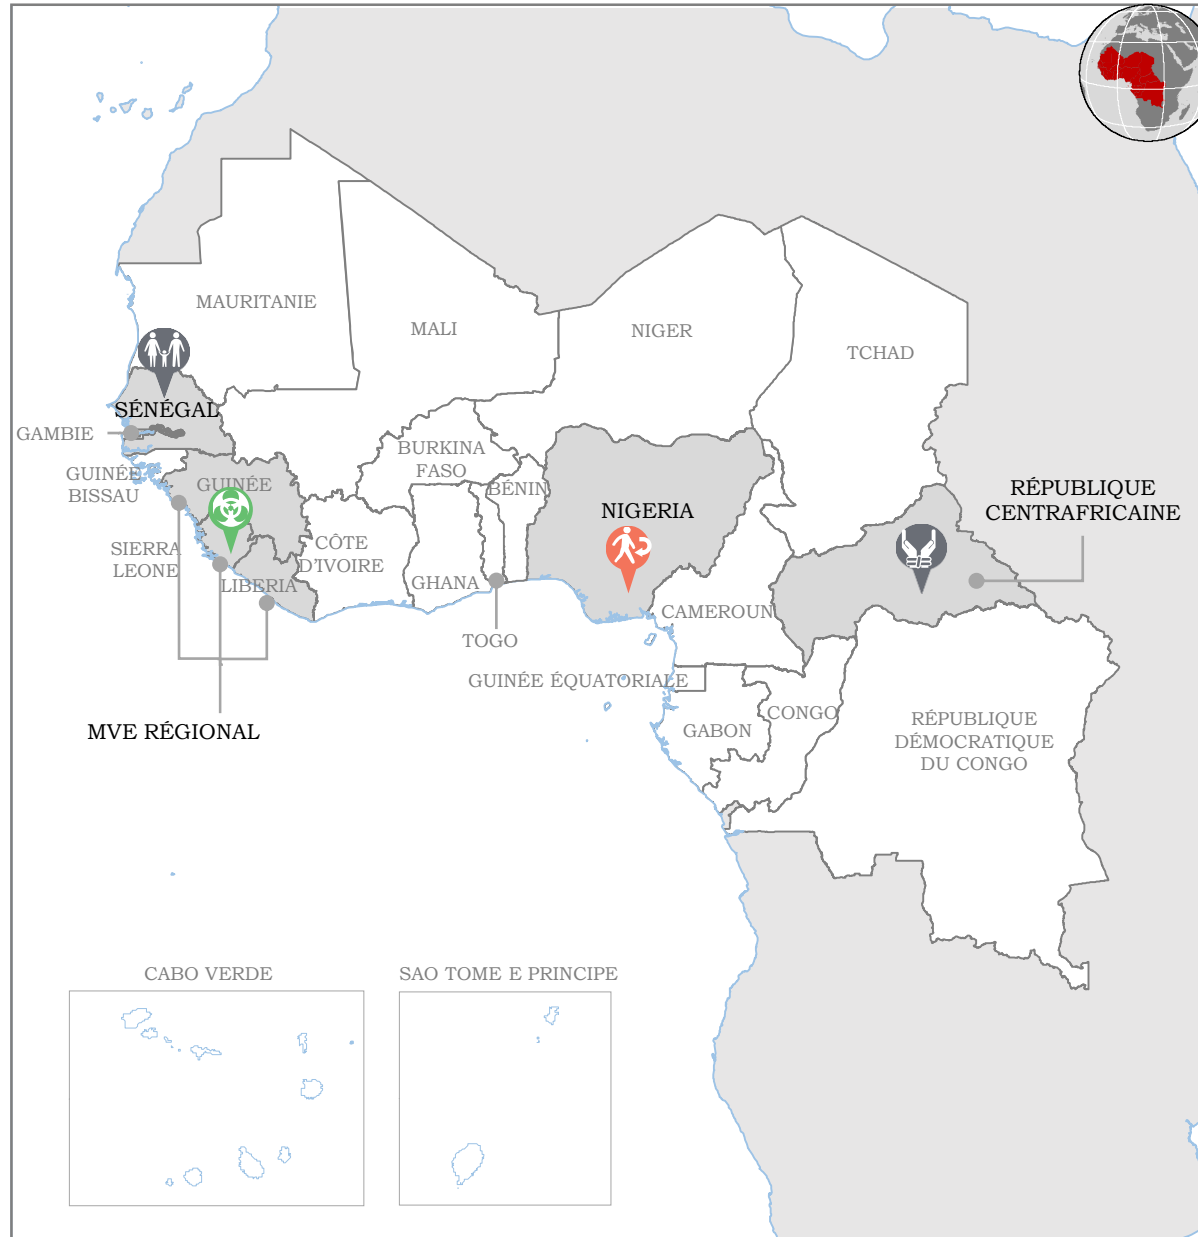 MAURITANIE
MALI
NIGER
TCHAD
SÉNÉGAL
GAMBIE
GUINÉE
BISSAU
GUINÉE
BURKINA
FASO
BÉNIN
NIGERIA
RÉPUBLIQUE
CENTRAFRICAINE
SIERRA
LEONE
LIBERIA
CÔTE
D'IVOIRE
GHANA
TOGO
CAMEROUN
GUINÉE ÉQUATORIALE
GABON
CONGO
RÉPUBLIQUE
DÉMOCRATIQUE
DU CONGO
MVE RÉGIONAL
CABO VERDE
SAO TOME E PRINCIPE